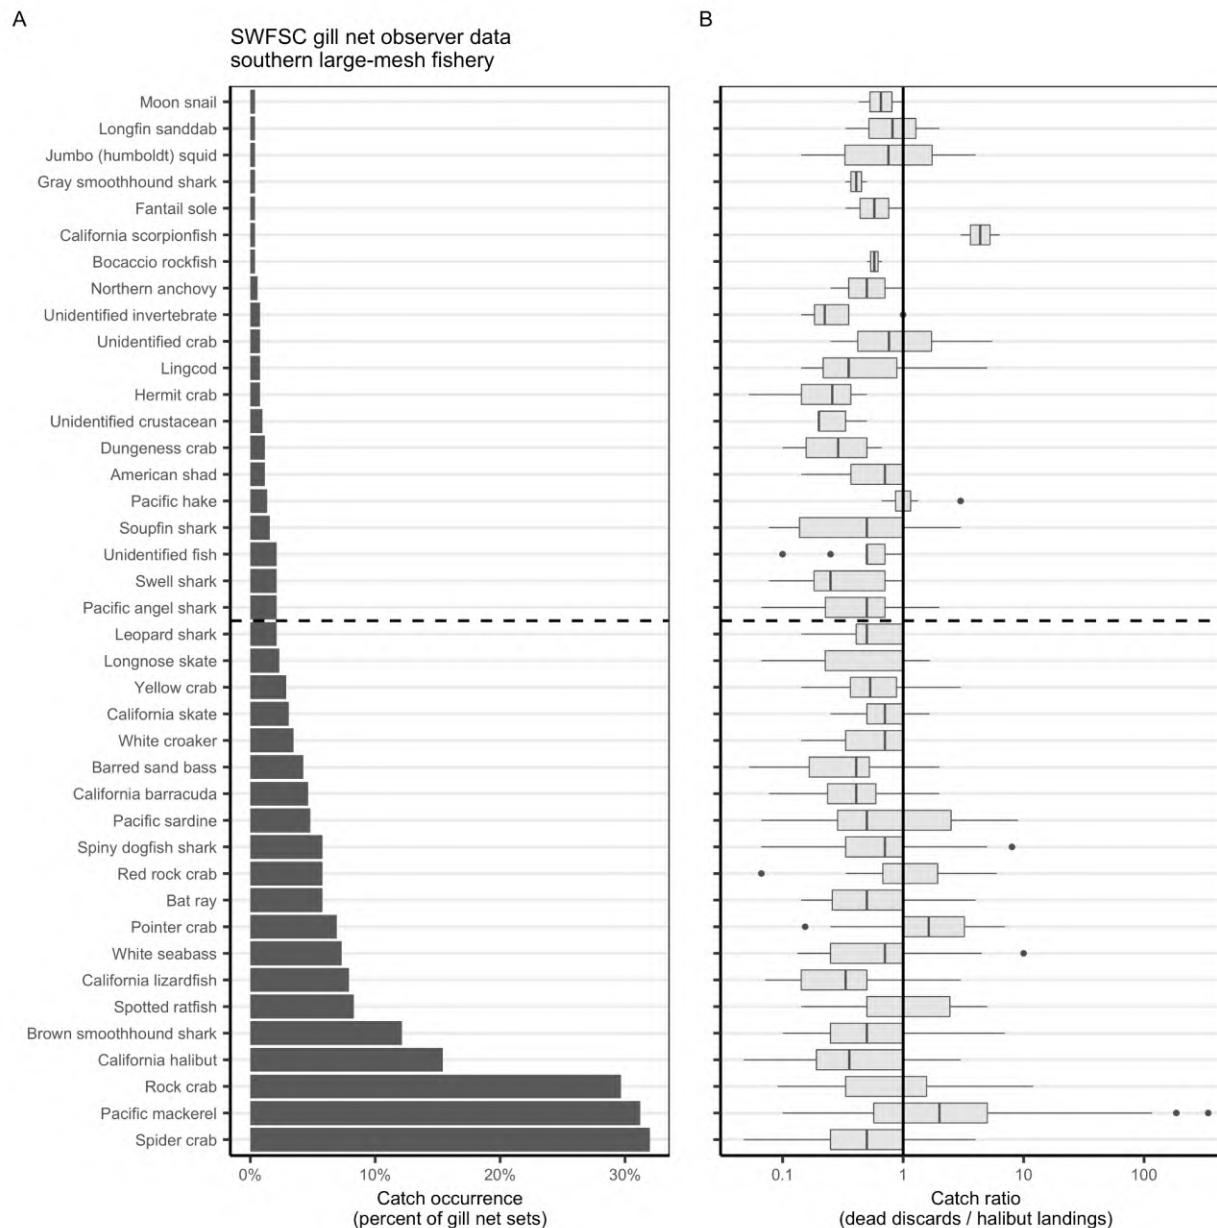 A
B
SWFSC gill net observer data
southern large-mesh fishery
Moon snail
Longfin sanddab
Jumbo (humboldt) squid
Gray smoothhound shark
Fantail sole
California scorpionfish
Bocaccio rockfish
Northern anchovy
Unidentified invertebrate
Unidentified crab
Lingcod
Hermit crab
Unidentified crustacean
Dungeness crab
American shad
Pacific hake
Soupfin shark
Unidentified fish
Swell shark
Pacific angel shark
Leopard shark
Longnose skate
Yellow crab
California skate
White croaker
Barred sand bass
California barracuda
Pacific sardine
Spiny dogfish shark
Red rock crab
Bat ray
Pointer crab
White seabass
California lizardfish
Spotted ratfish
Brown smoothhound shark
California halibut
Rock crab
Pacific mackerel
Spider crab
0% 10% 20% 30%
Catch occurrence
(percent of gill net sets)
0.1 1 10 100
Catch ratio
(dead discards / halibut landings)